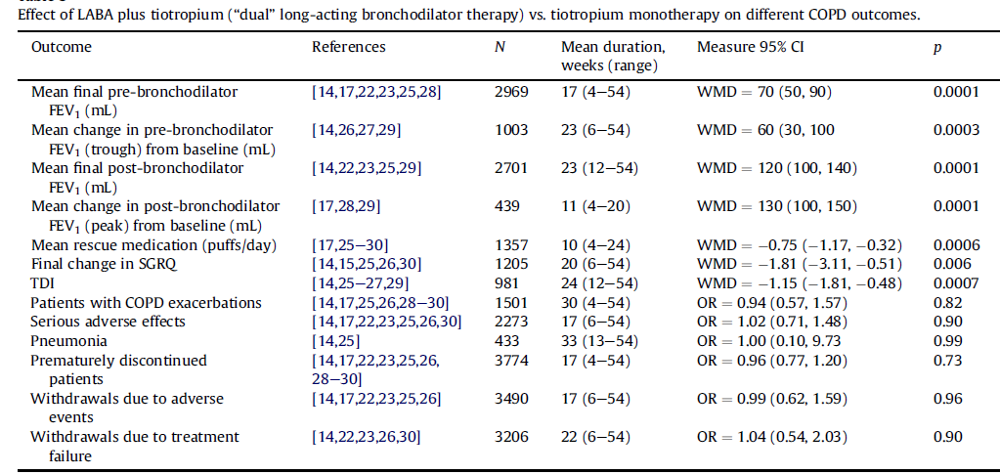 Effect of LABA plus tiotropium (“dual” long-acting bronchodilator therapy) vs. tiotropium monotherapy on different COPD outcomes.
Outcome References N Mean duration, weeks (range) Measure 95% CI p
Mean final pre-bronchodilator FEV1 (mL) [14,17,22,23,25,28] 2969 17 (4–54) WMD = 70 (50, 90) 0.0001
Mean change in pre-bronchodilator FEV1 (trough) from baseline (mL) [14,26,27,29] 1003 23 (6–54) WMD = 60 (30, 100 0.0003
Mean final post-bronchodilator FEV1 (mL) [14,22,23,25,29] 2701 23 (12–54) WMD = 120 (100, 140) 0.0001
Mean change in post-bronchodilator FEV1 (peak) from baseline (mL) [17,28,29] 439 11 (4–20) WMD = 130 (100, 150) 0.0001
Mean rescue medication (puffs/day) [17,25–30] 1357 10 (4–24) WMD = −0.75 (−1.17, −0.32) 0.0006
Final change in SGRQ [14,15,25,26,30] 1205 20 (6–54) WMD = −1.81 (−3.11, −0.51) 0.006
TDI [14,25–27,29] 981 24 (12–54) WMD = −1.15 (−1.81, −0.48) 0.0007
Patients with COPD exacerbations [14,17,25,26,28–30] 1501 30 (4–54) OR = 0.94 (0.57, 1.57) 0.82
Serious adverse effects [14,17,22,23,25,26,30] 2273 17 (6–54) OR = 1.02 (0.71, 1.48) 0.90
Pneumonia [14,25] 433 33 (13–54) OR = 1.00 (0.10, 9.73 0.99
Prematurely discontinued patients [14,17,22,23,25,26, 28–30] 3774 17 (4–54) OR = 0.96 (0.77, 1.20) 0.73
Withdrawals due to adverse events [14,17,22,23,25,26] 3490 17 (6–54) OR = 0.99 (0.62, 1.59) 0.96
Withdrawals due to treatment failure [14,22,23,26,30] 3206 22 (6–54) OR = 1.04 (0.54, 2.03) 0.90